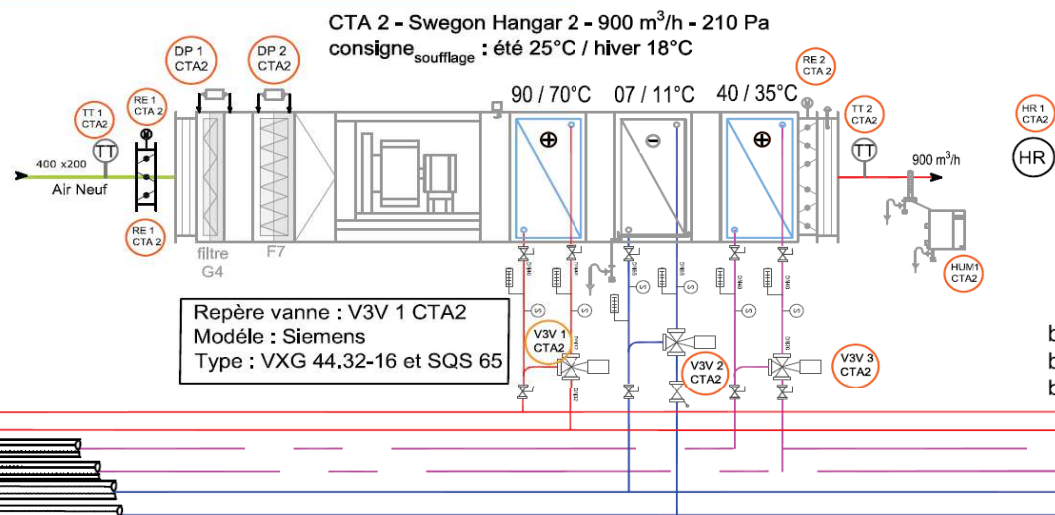 CTA 2 - Swegon Hangar 2 - 900 m³/h - 210 Pa
consigne soufflage : été 25°C / hiver 18°C
DP 1
CTA2
DP 2
CTA2
RE 2
CTA 2
TT 1
CTA2
RE 1
CTA 2
90 / 70°C
07 / 11°C
40 / 35°C
TT 2
CTA2
HR 1
CTA2
M
TT
TT
HR
400 x200
Air Neuf
900 m³/h
RE 1
CTA 2
filtre
G4
F7
HUM1
CTA2
S
S
S
S
S
S
Repère vanne : V3V 1 CTA2
Modéle : Siemens
Type : VXG 44.32-16 et SQS 65
V3V 1
CTA2
V3V 2
CTA2
V3V 3
CTA2
b
b
b